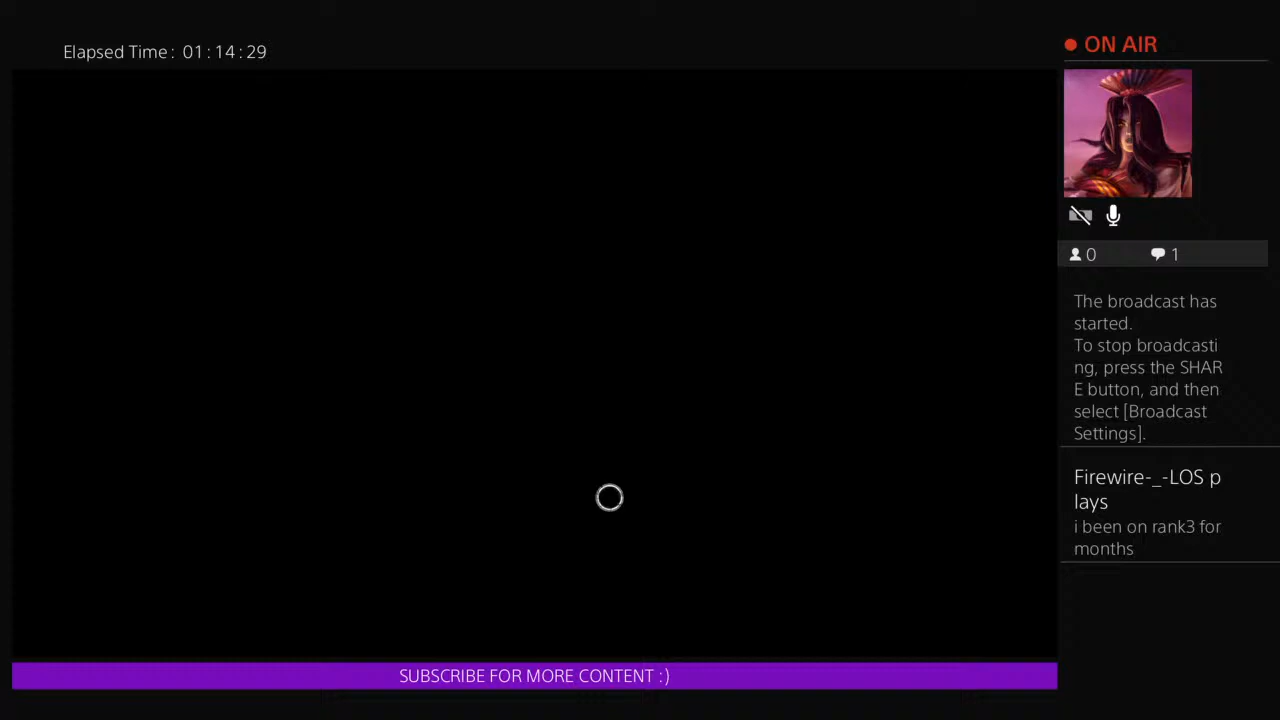 Elapsed Time: 01:14:29
ON AIR
0 1
The broadcast has
started.
To stop broadcasti
ng, press the SHAR
E button, and then
select [Broadcast
Settings].
Firewire-_-LOS p
lays
i been on rank3 for
months
SUBSCRIBE FOR MORE CONTENT :)